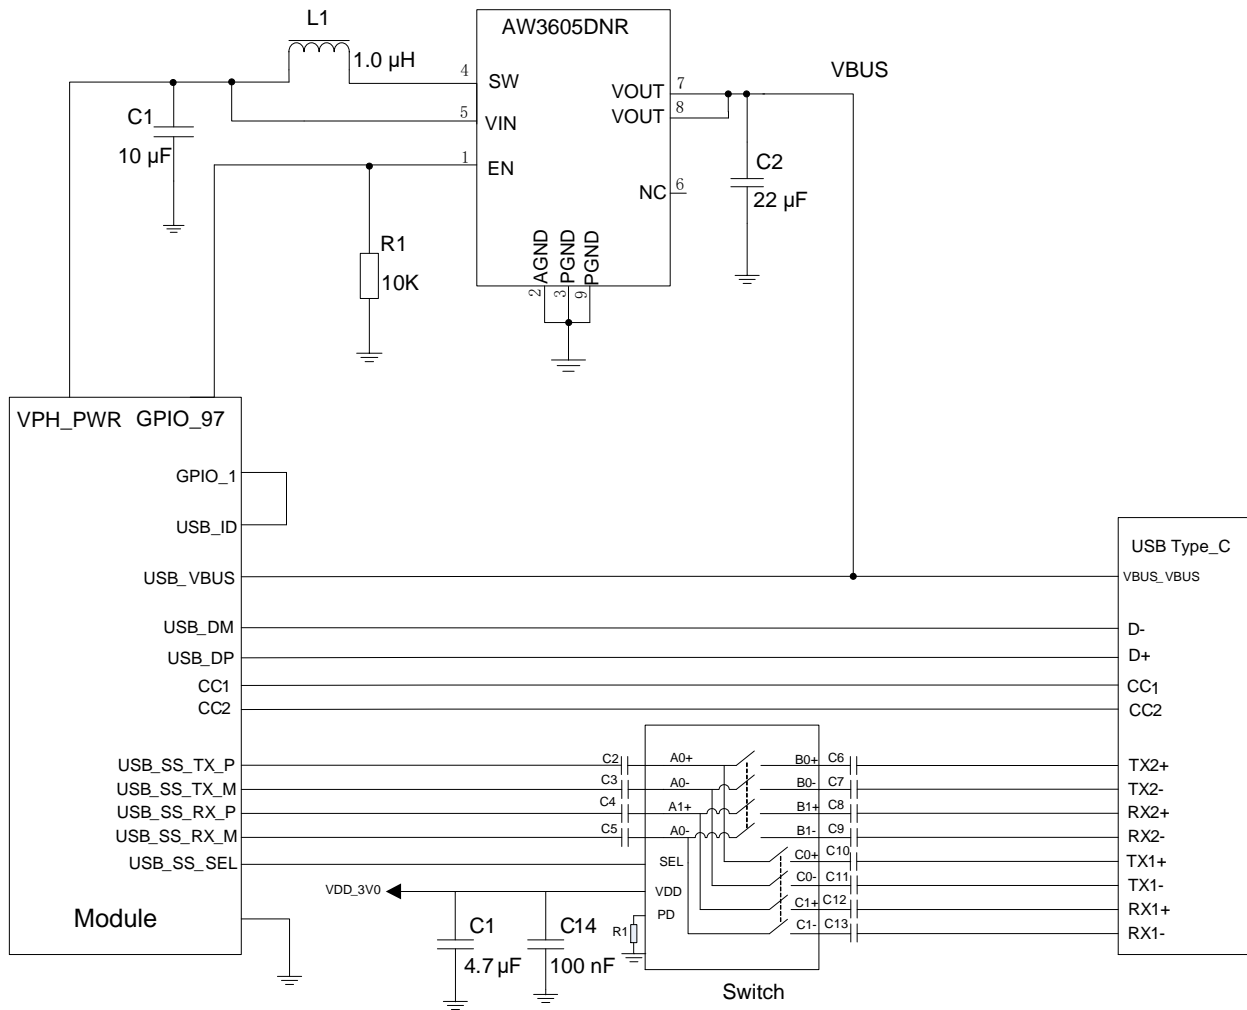 L1
1.0 µH
AW3605DNR
4
SW
5
VIN
1
EN
VOUT
7
VOUT
8
NC
6
VBUS
C1
10 µF
C2
22 µF
R1
10K
AGND
PGND
PGND
2
3
9
VPH_PWR
GPIO_97
GPIO_1
USB_ID
USB_VBUS
USB_DM
USB_DP
CC1
CC2
USB_SS_TX_P
USB_SS_TX_M
USB_SS_RX_P
USB_SS_RX_M
USB_SS_SEL
Module
USB Type_C
VBUS_VBUS
D-
D+
CC1
CC2
TX2+
TX2-
RX2+
RX2-
TX1+
TX1-
RX1+
RX1-
C2
A0+
B0+
C6
C3
A0-
B0-
C7
C4
A1+
B1+
C8
C5
A0-
B1-
C9
SEL
C0+
C10
C0-
C11
VDD
C1+
C12
PD
C1-
C13
VDD_3V0
R1
C1
4.7 µF
C14
100 nF
Switch